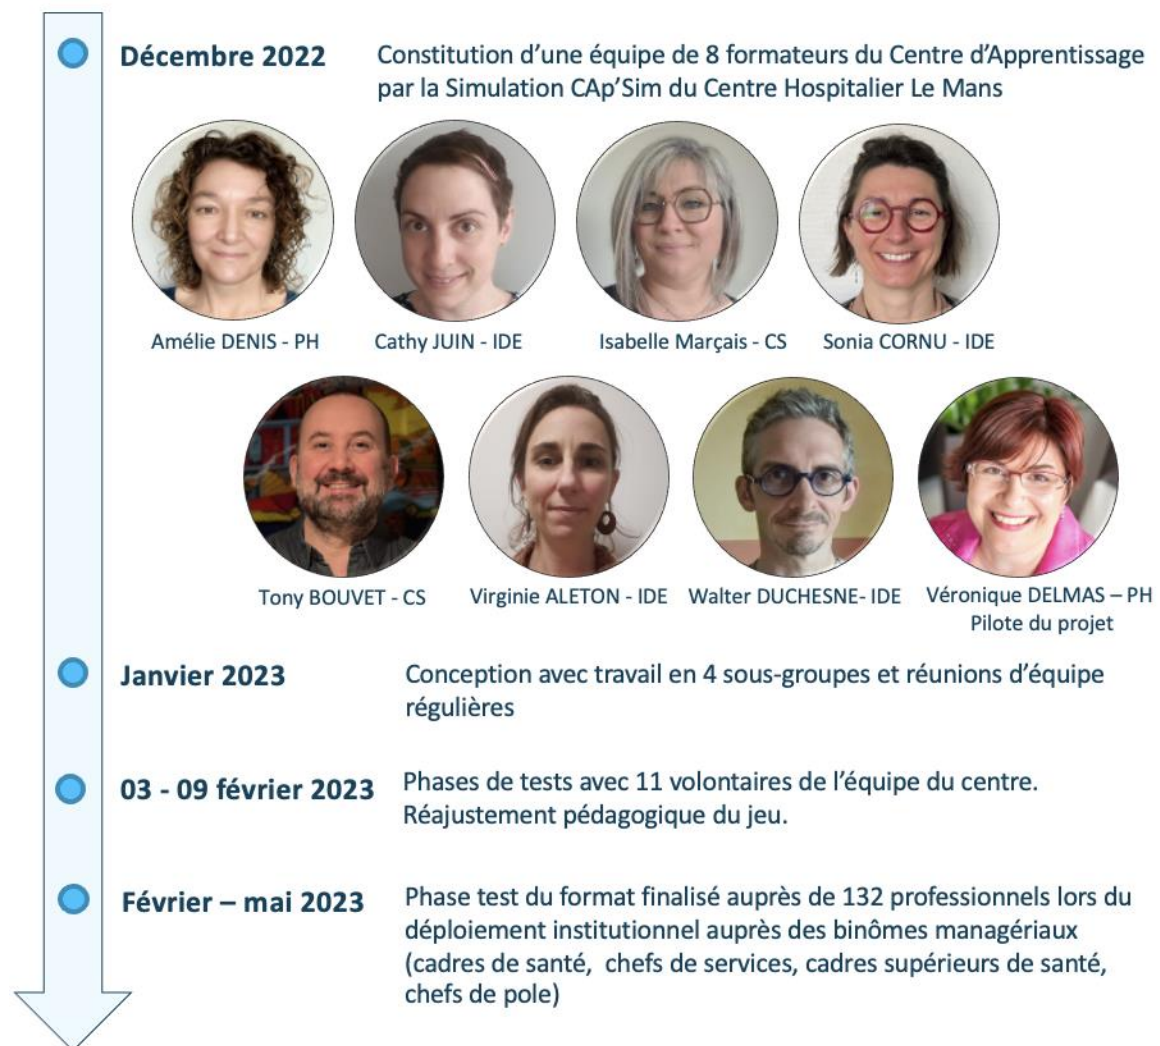 Décembre 2022
Constitution d’une équipe de 8 formateurs du Centre d’Apprentissage
par la Simulation CAp’Sim du Centre Hospitalier Le Mans
Amélie DENIS - PH
Cathy JUIN - IDE
Isabelle Marçais - CS
Sonia CORNU - IDE
Tony BOUVET - CS
Virginie ALETON - IDE
Walter DUCHESNE- IDE
Véronique DELMAS – PH
Pilote du projet
Janvier 2023
Conception avec travail en 4 sous-groupes et réunions d’équipe
régulières
03 - 09 février 2023
Phases de tests avec 11 volontaires de l’équipe du centre.
Réajustement pédagogique du jeu.
Février – mai 2023
Phase test du format finalisé auprès de 132 professionnels lors du
déploiement institutionnel auprès des binômes managériaux
(cadres de santé,  chefs de services, cadres supérieurs de santé,
chefs de pole)